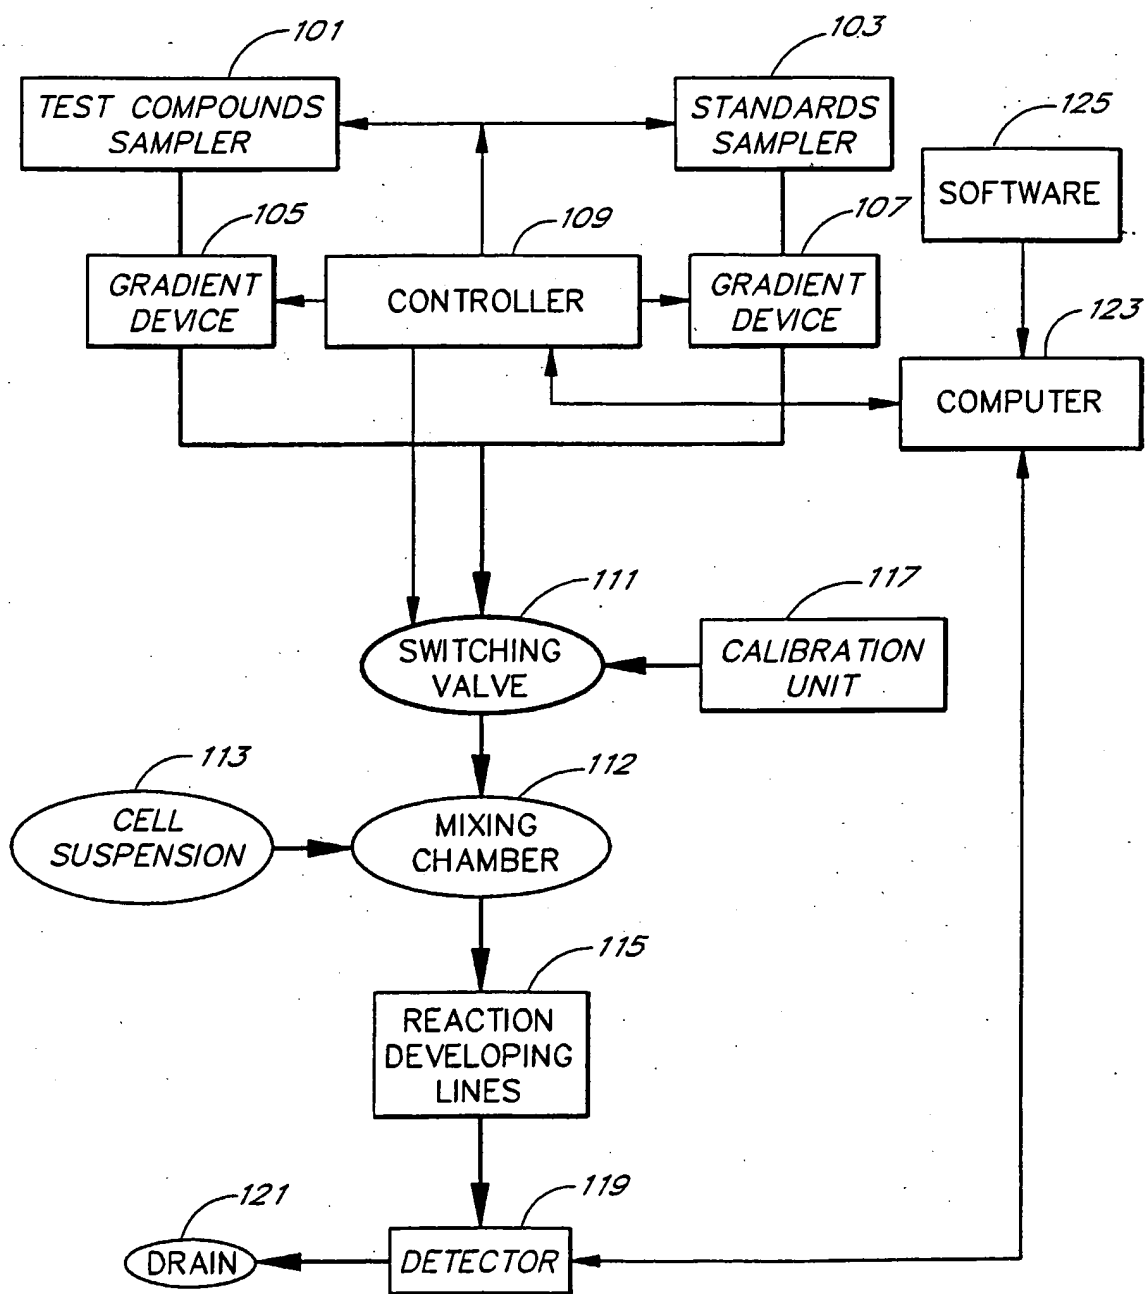 101
103
TEST COMPOUNDS
SAMPLER
STANDARDS
SAMPLER
125
SOFTWARE
105
109
107
GRADIENT
DEVICE
CONTROLLER
GRADIENT
DEVICE
123
COMPUTER
111
117
SWITCHING
VALVE
CALIBRATION
UNIT
113
112
CELL
SUSPENSION
MIXING
CHAMBER
115
REACTION
DEVELOPING
LINES
121
119
DRAIN
DETECTOR